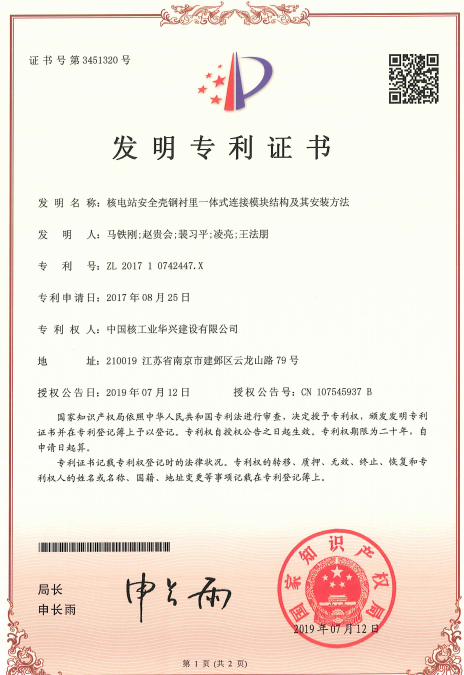 证书号第3451320号
发明专利证书
发明名称：核电站安全壳钢衬里一体式连接模块结构及其安装方法
发明人：马铁刚;赵贵会;裴习平;凌亮;王法朋
专利号：ZL 2017 1 0742447.X
专利申请日：2017年08月25日
专利权人：中国核工业华兴建设有限公司
地址：210019 江苏省南京市建邺区云龙山路79号
授权公告日：2019年07月12日 授权公告号：CN 107545937 B
国家知识产权局依照中华人民共和国专利法进行审查，决定授予专利权，颁发发明专利
证书并在专利登记簿上予以登记。专利权自授权公告之日起生效。专利权期限为二十年，自
申请日起算。
专利证书记载专利权登记时的法律状况。专利权的转移、质押、无效、终止、恢复和专
利权人的姓名或名称、国籍、地址变更等事项记载在专利登记簿上。
局长
申长雨
申长雨
国家知识产权局
2019年07月12日
第 1 页 (共 2 页)